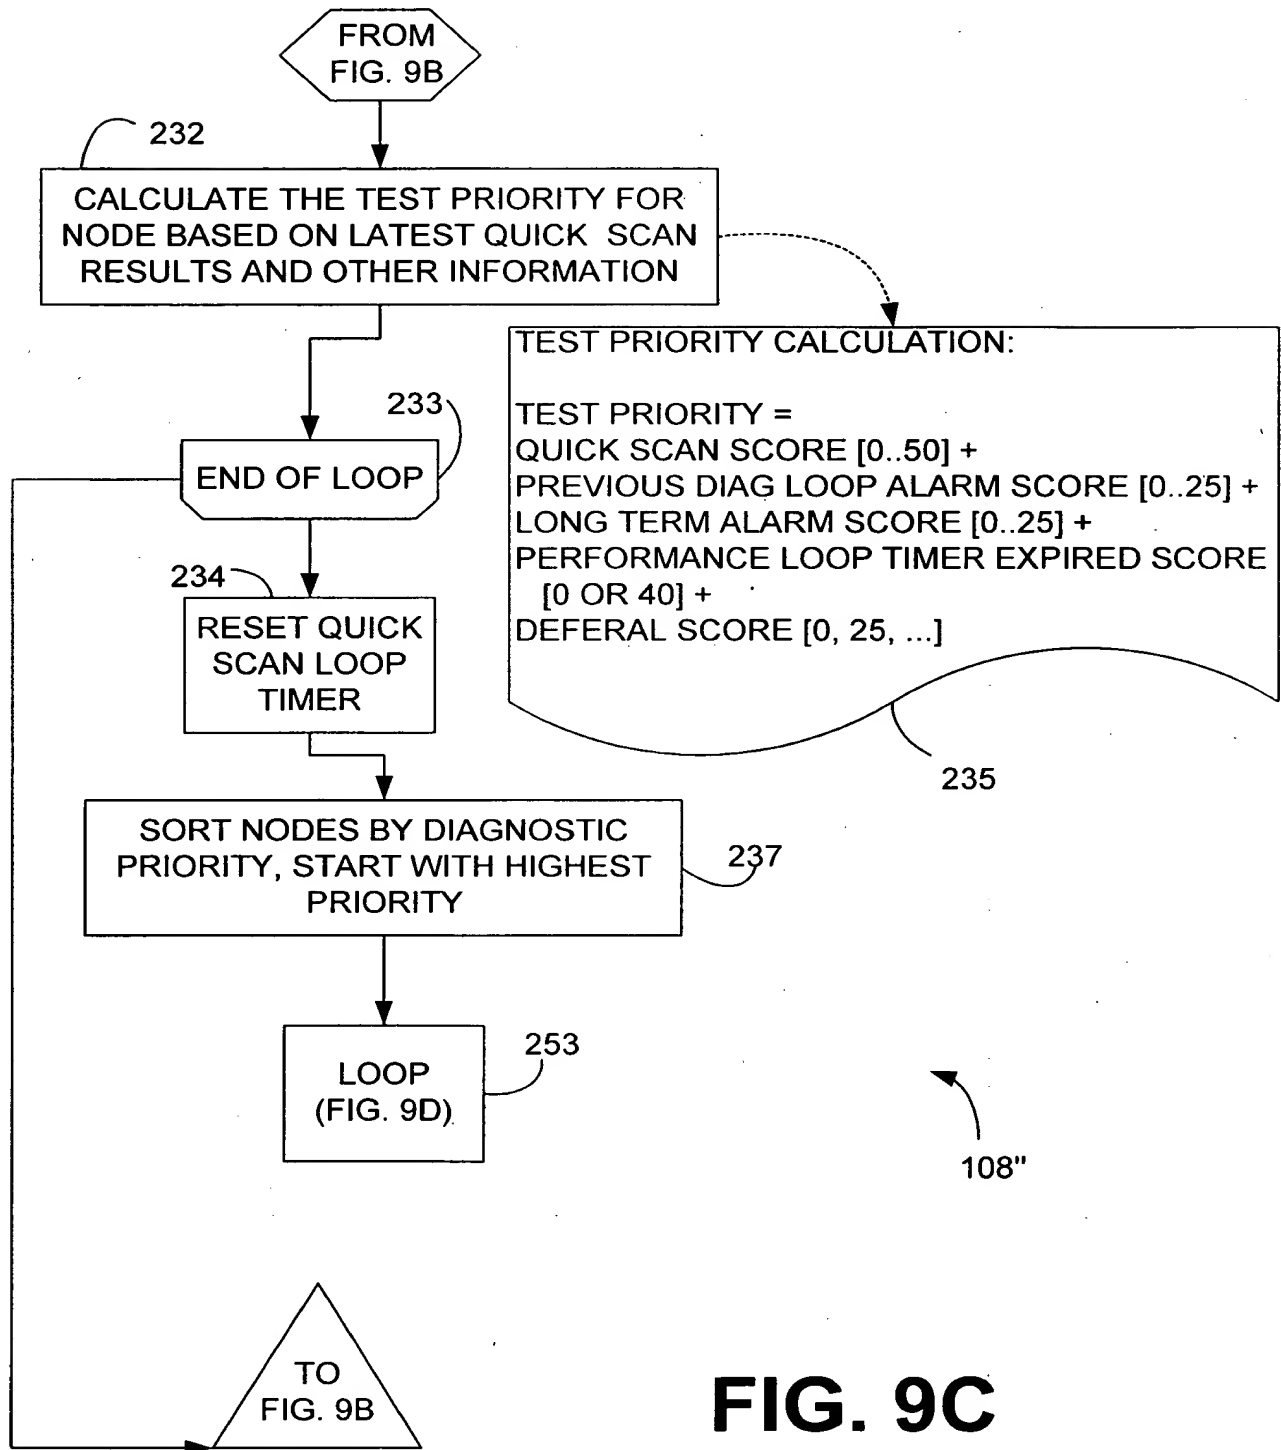 FROM
FIG. 9B
232
CALCULATE THE TEST PRIORITY FOR
NODE BASED ON LATEST QUICK SCAN
RESULTS AND OTHER INFORMATION
TEST PRIORITY CALCULATION:
TEST PRIORITY =
QUICK SCAN SCORE [0..50] +
PREVIOUS DIAG LOOP ALARM SCORE [0..25] +
LONG TERM ALARM SCORE [0..25] +
PERFORMANCE LOOP TIMER EXPIRED SCORE
[0 OR 40] +
DEFERAL SCORE [0, 25, ...]
235
233
END OF LOOP
234
RESET QUICK
SCAN LOOP
TIMER
SORT NODES BY DIAGNOSTIC
PRIORITY, START WITH HIGHEST
PRIORITY
237
LOOP
(FIG. 9D)
253
108"
TO
FIG. 9B
FIG. 9C